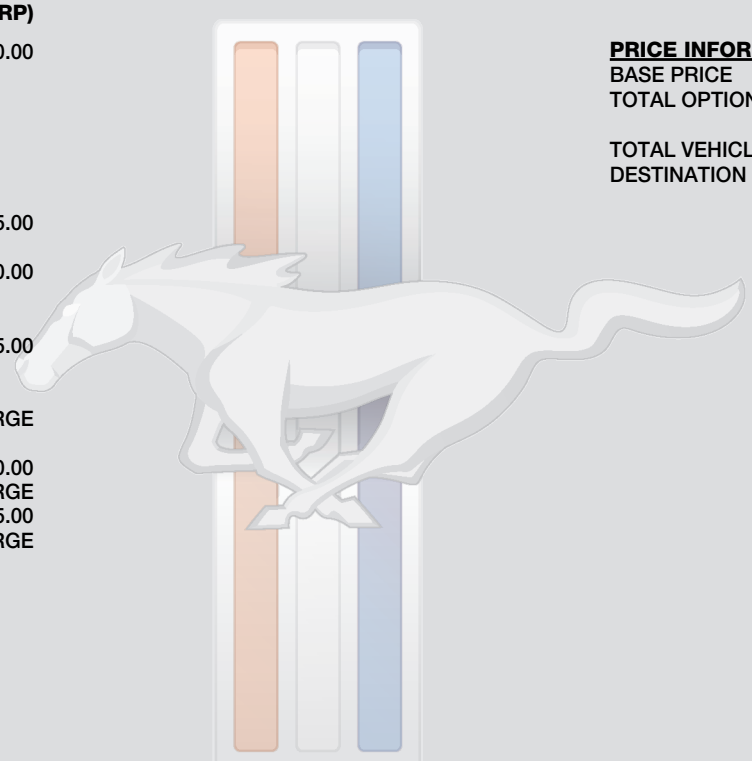 RP)
0.00
5.00
0.00
5.00
RGE
0.00
RGE
5.00
RGE
PRICE INFOR
BASE PRICE
TOTAL OPTION
TOTAL VEHICL
DESTINATION